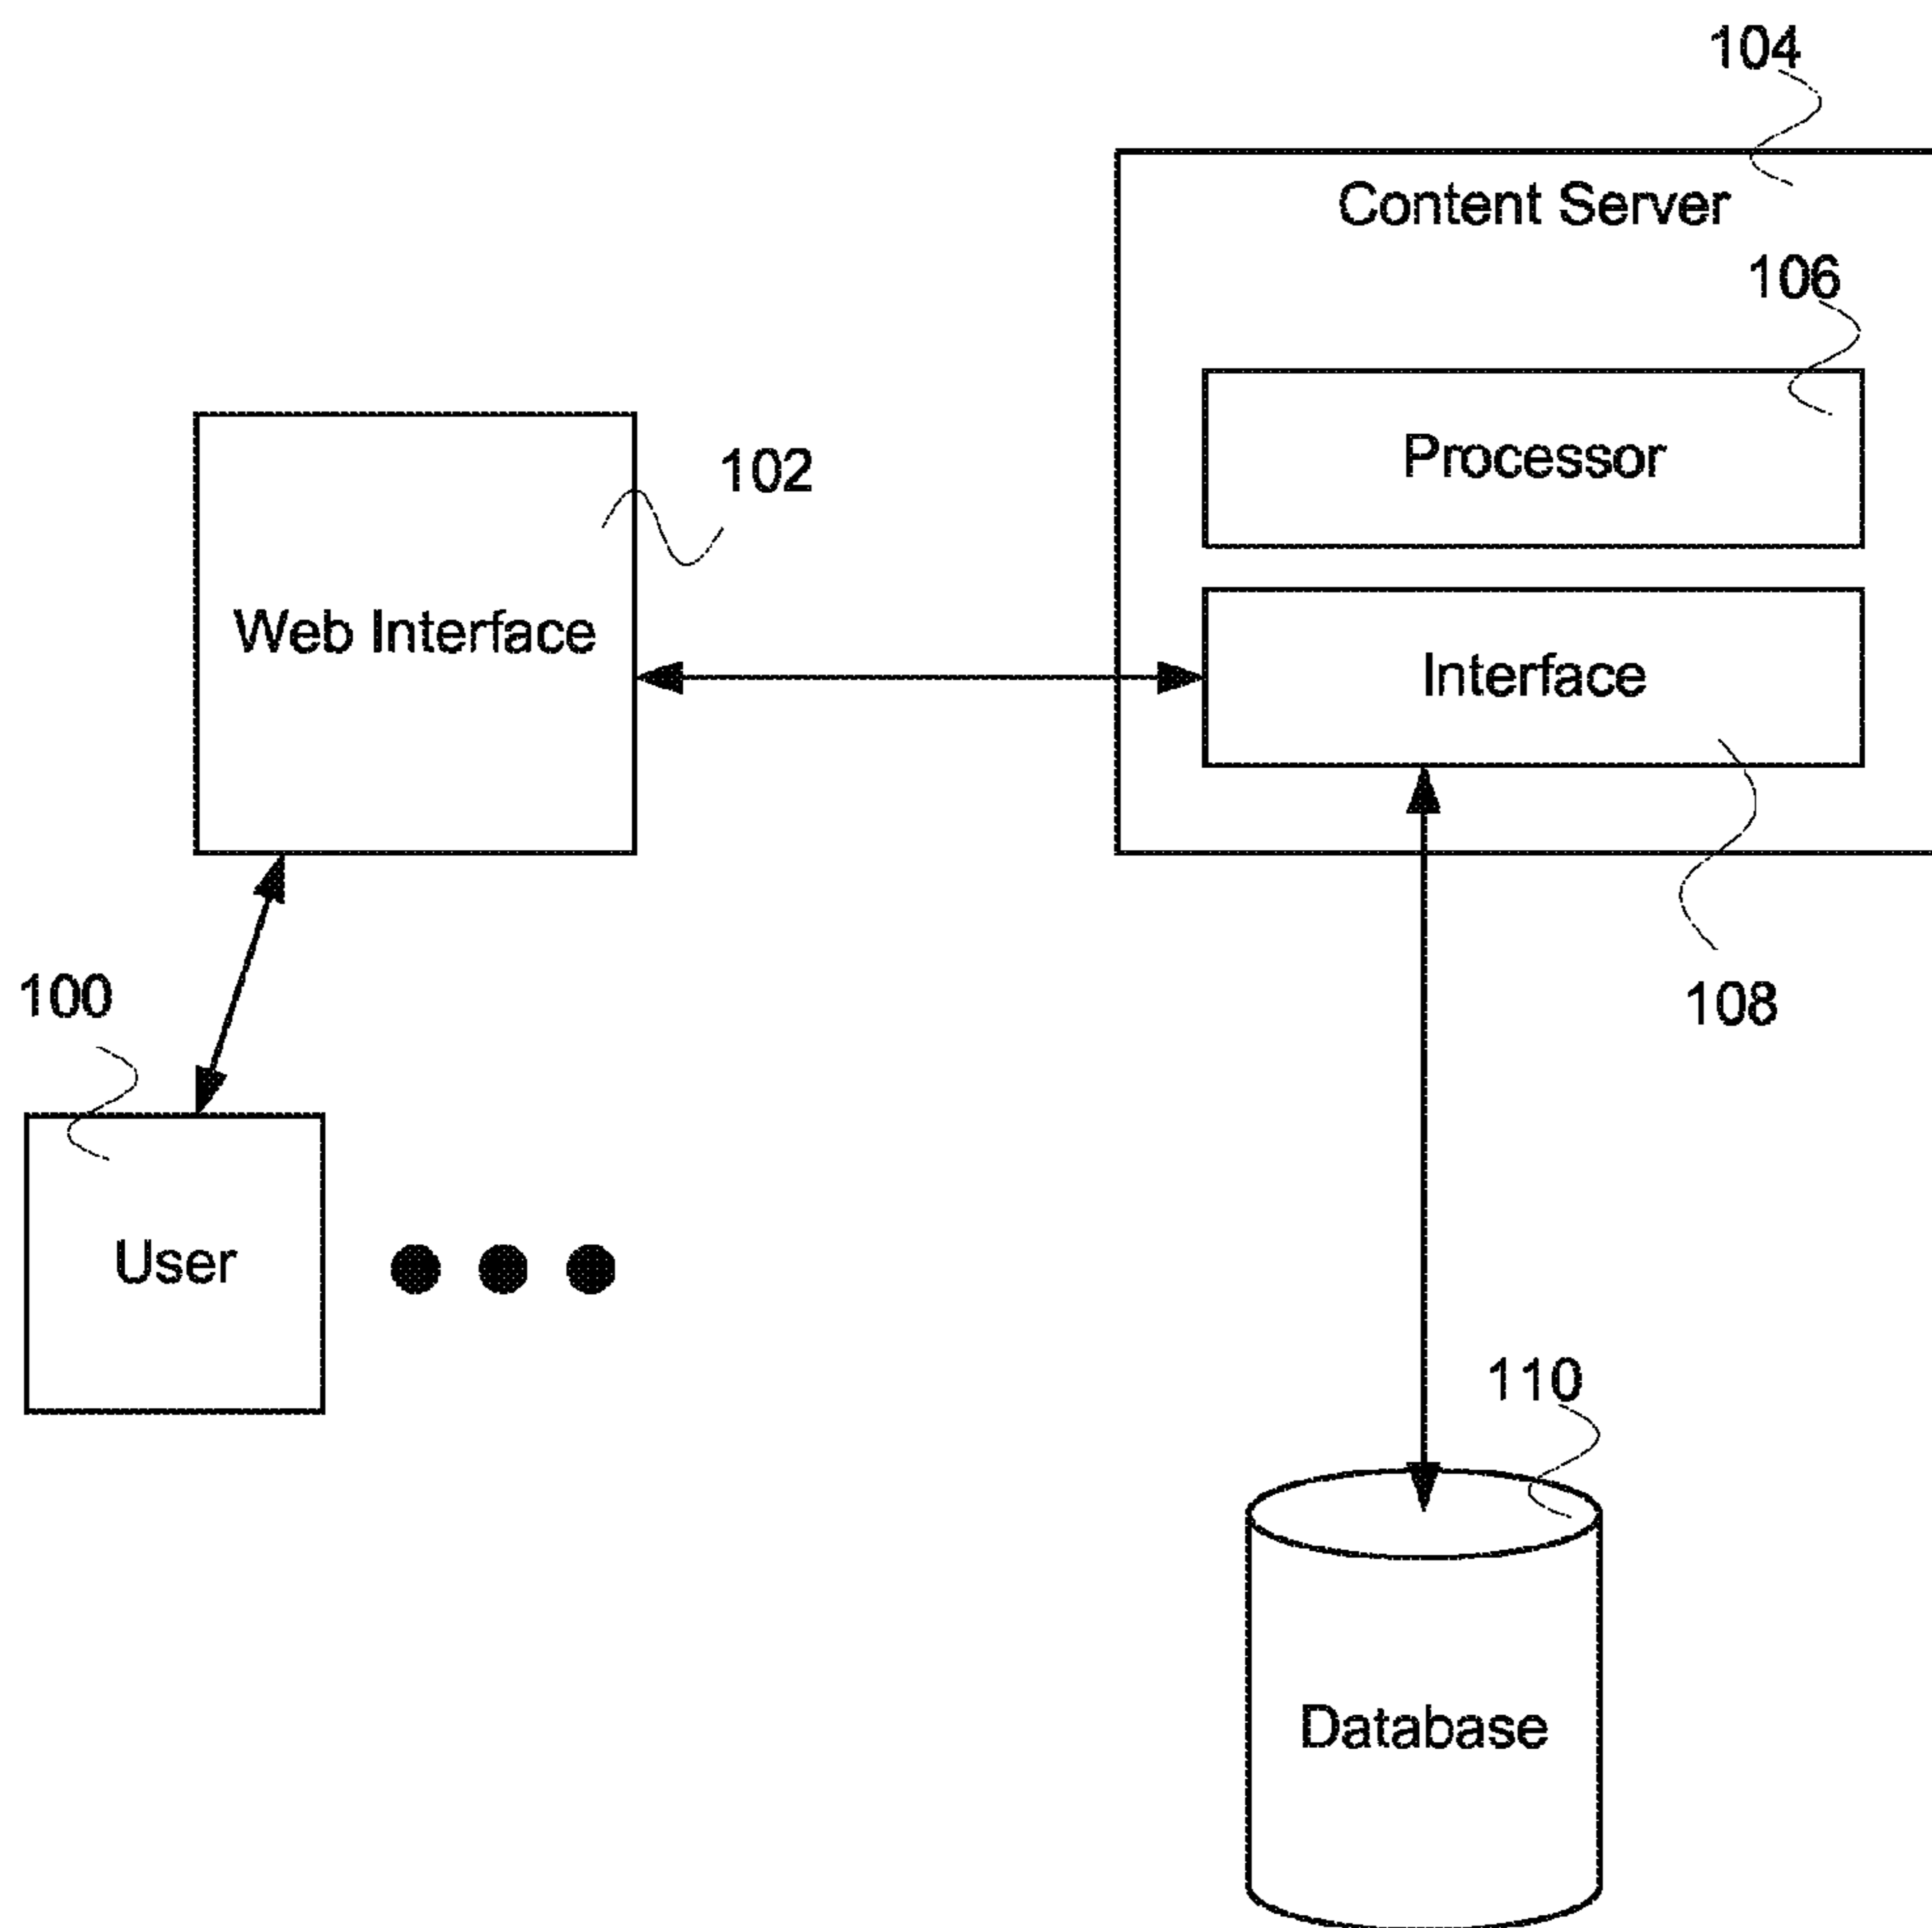 104
Content Server
106
Processor
102
Web Interface
Interface
100
108
User
110
Database